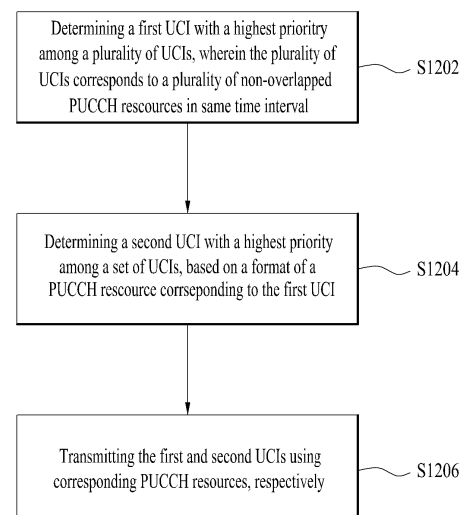 Determining a first UCI with a highest priority
among a plurality of UCIs, wherein the plurality of
UCIs corresponds to a plurality of non-overlapped
PUCCH rescources in same time interval
S1202
Determining a second UCI with a highest priority
among a set of UCIs, based on a format of a
PUCCH rescource corrseponding to the first UCI
S1204
Transmitting the first and second UCIs using
corresponding PUCCH resources, respectively
S1206